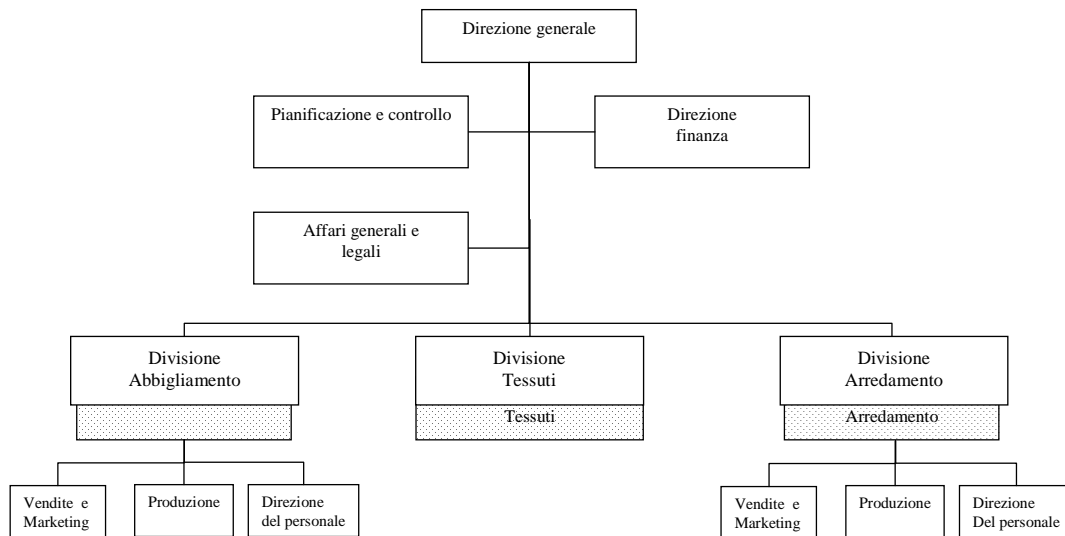 Direzione generale
Pianificazione e controllo
Direzione
finanza
Affari generali e
legali
Divisione
Abbigliamento
Divisione
Tessuti
Tessuti
Divisione
Arredamento
Arredamento
Vendite e
Marketing
Produzione
Direzione
del personale
Vendite e
Marketing
Produzione
Direzione
Del personale